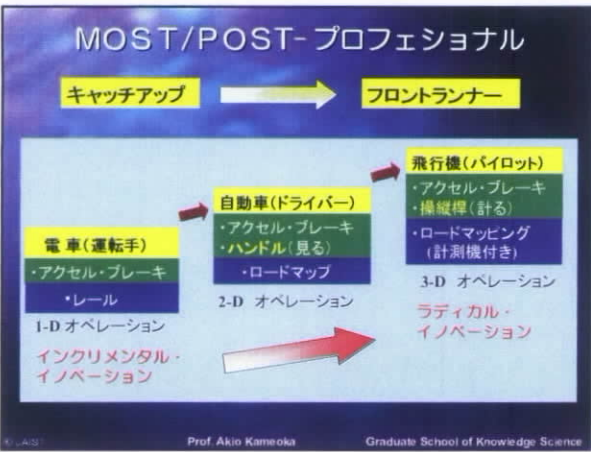 MOST/POST-プロフェショナル
キャッチアップ
フロントランナー
電 車(運転手)
・アクセル・ブレーキ
・レール
1-D オペレーション
インクリメンタル・
イノベーション
自動車(ドライバー)
・アクセル・ブレーキ
・ハンドル(見る)
・ロードマップ
2-D オペレーション
飛行機(パイロット)
・アクセル・ブレーキ
・操縦桿(計る)
・ロードマッピング
(計測機付き)
3-D オペレーション
ラディカル・
イノベーション
© JAIST
Prof. Akio Kameoka
Graduate School of Knowledge Science